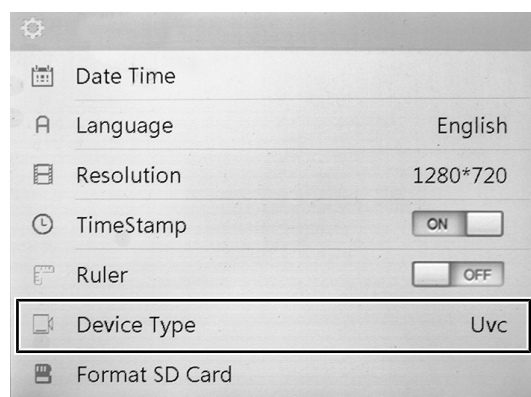 Date Time
Language English
Resolution 1280*720
TimeStamp ON
Ruler OFF
Device Type Uvc
Format SD Card